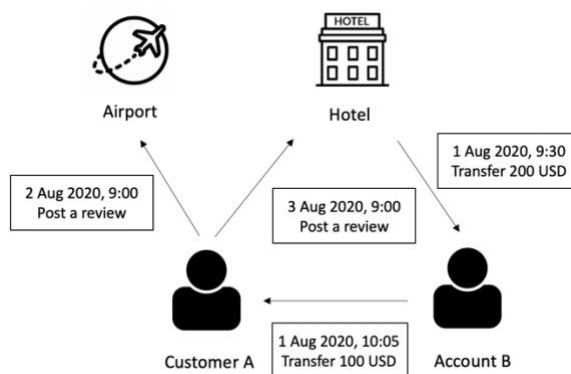 HOTEL
Airport
Hotel
1 Aug 2020, 9:30
Transfer 200 USD
2 Aug 2020, 9:00
Post a review
3 Aug 2020, 9:00
Post a review
1 Aug 2020, 10:05
Transfer 100 USD
Customer A
Account B